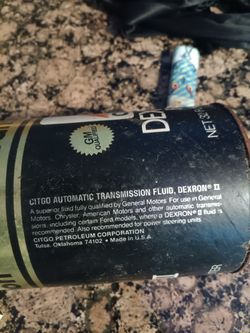 GM
DE
NET
CITGO AUTOMATIC TRANSMISSION FLUID, DEXRON® II
A superior fluid fully qualified by General Motors. For use in General
Motors, Chrysler, American Motors and other automatic transmis-
sions, including certain Ford models, where a DEXRON® II fluid is
recommended. Also recommended for power steering units
CITGO PETROLEUM CORPORATION
Tulsa, Oklahoma 74102 • Made in U.S.A.